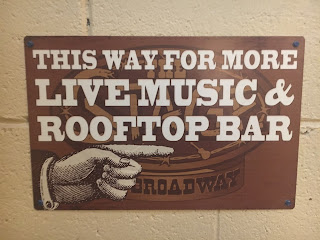 THIS WAY FOR MORE
LIVE MUSIC &
ROOFTOP BAR
BROADWAY